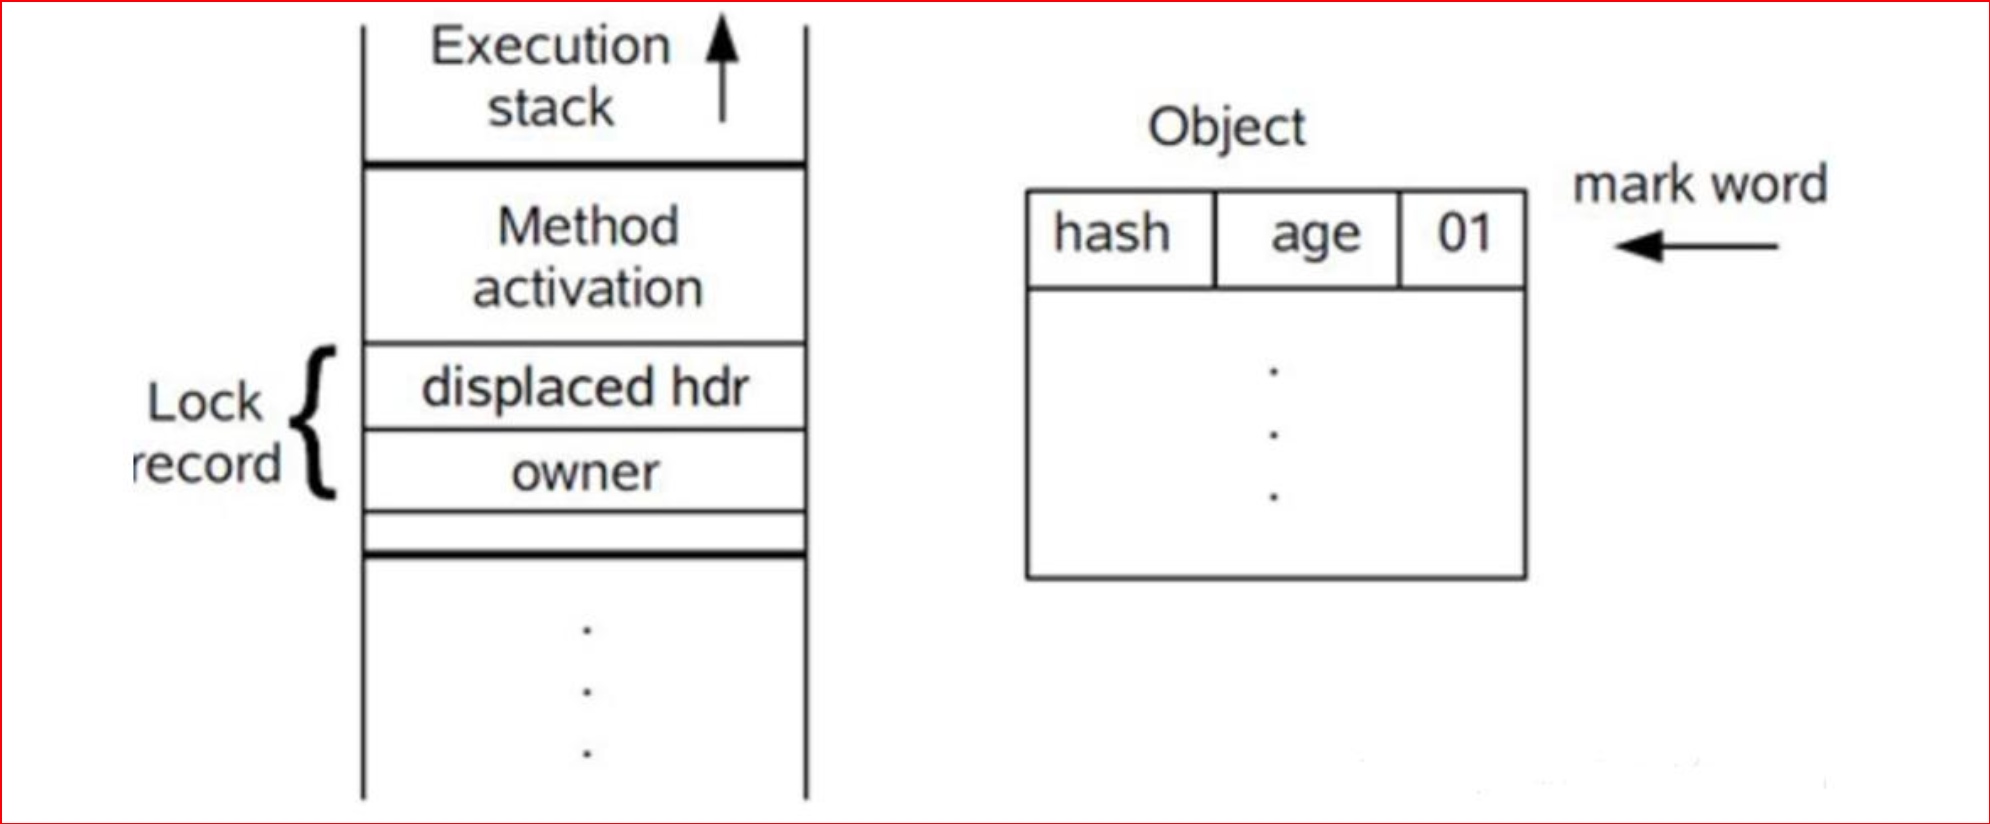 Execution
stack
Method
activation
Lock
record
displaced hdr
owner
Object
mark word
hash age 01